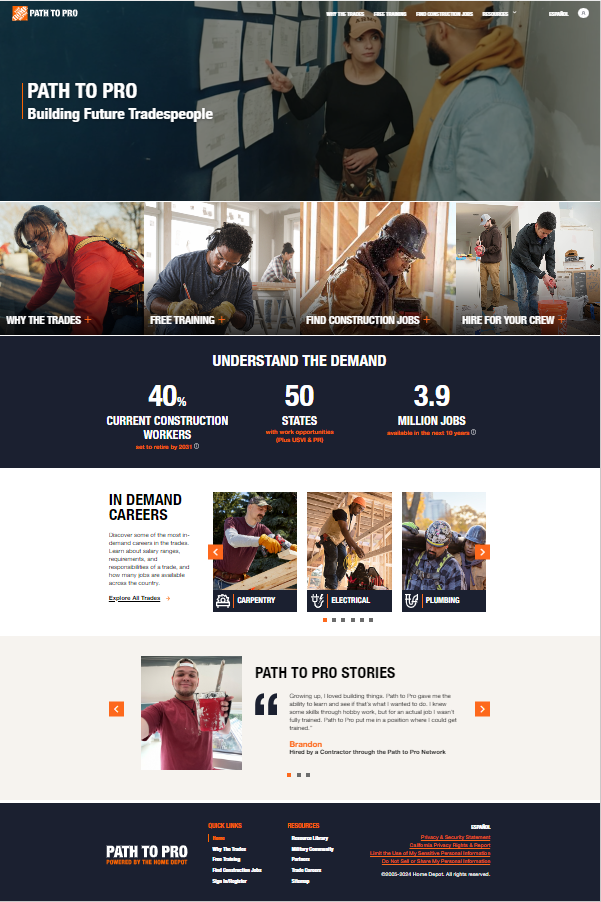 PATH TO PRO
WHY THE TRADES FREE TRAINING FIND CONSTRUCTION JOBS RESOURCES ESPAÑOL
PATH TO PRO
Building Future Tradespeople
WHY THE TRADES +
FREE TRAINING +
FIND CONSTRUCTION JOBS +
HIRE FOR YOUR CREW +
UNDERSTAND THE DEMAND
40%
CURRENT CONSTRUCTION
WORKERS
set to retire by 2031
50
STATES
with work opportunities
(Plus USVI & PR)
3.9
MILLION JOBS
available in the next 10 years
IN DEMAND
CAREERS
Discover some of the most in-
demand careers in the trades.
Learn about salary ranges,
requirements, and
responsibilities of a trade, and
how many jobs are available
across the country.
Explore All Trades
CARPENTRY
ELECTRICAL
PLUMBING
PATH TO PRO STORIES
Growing up, I loved building things. Path to Pro gave me the
ability to learn and see if that's what I wanted to do. I knew
some skills through hobby work, but for an actual job I wasn't
fully trained. Path to Pro put me in a position where I could get
trained."
Brandon
Hired by a Contractor through the Path to Pro Network
PATH TO PRO
POWERED BY THE HOME DEPOT
QUICK LINKS
Home
Why The Trades
Free Training
Find Construction Jobs
Sign In/Register
RESOURCES
Resource Library
Military Community
Partners
Trade Careers
Sitemap
ESPAÑOL
Privacy & Security Statement
California Privacy Rights & Report
Limit the Use of My Sensitive Personal Information
Do Not Sell or Share My Personal Information
©2025-2024 Home Depot. All rights reserved.